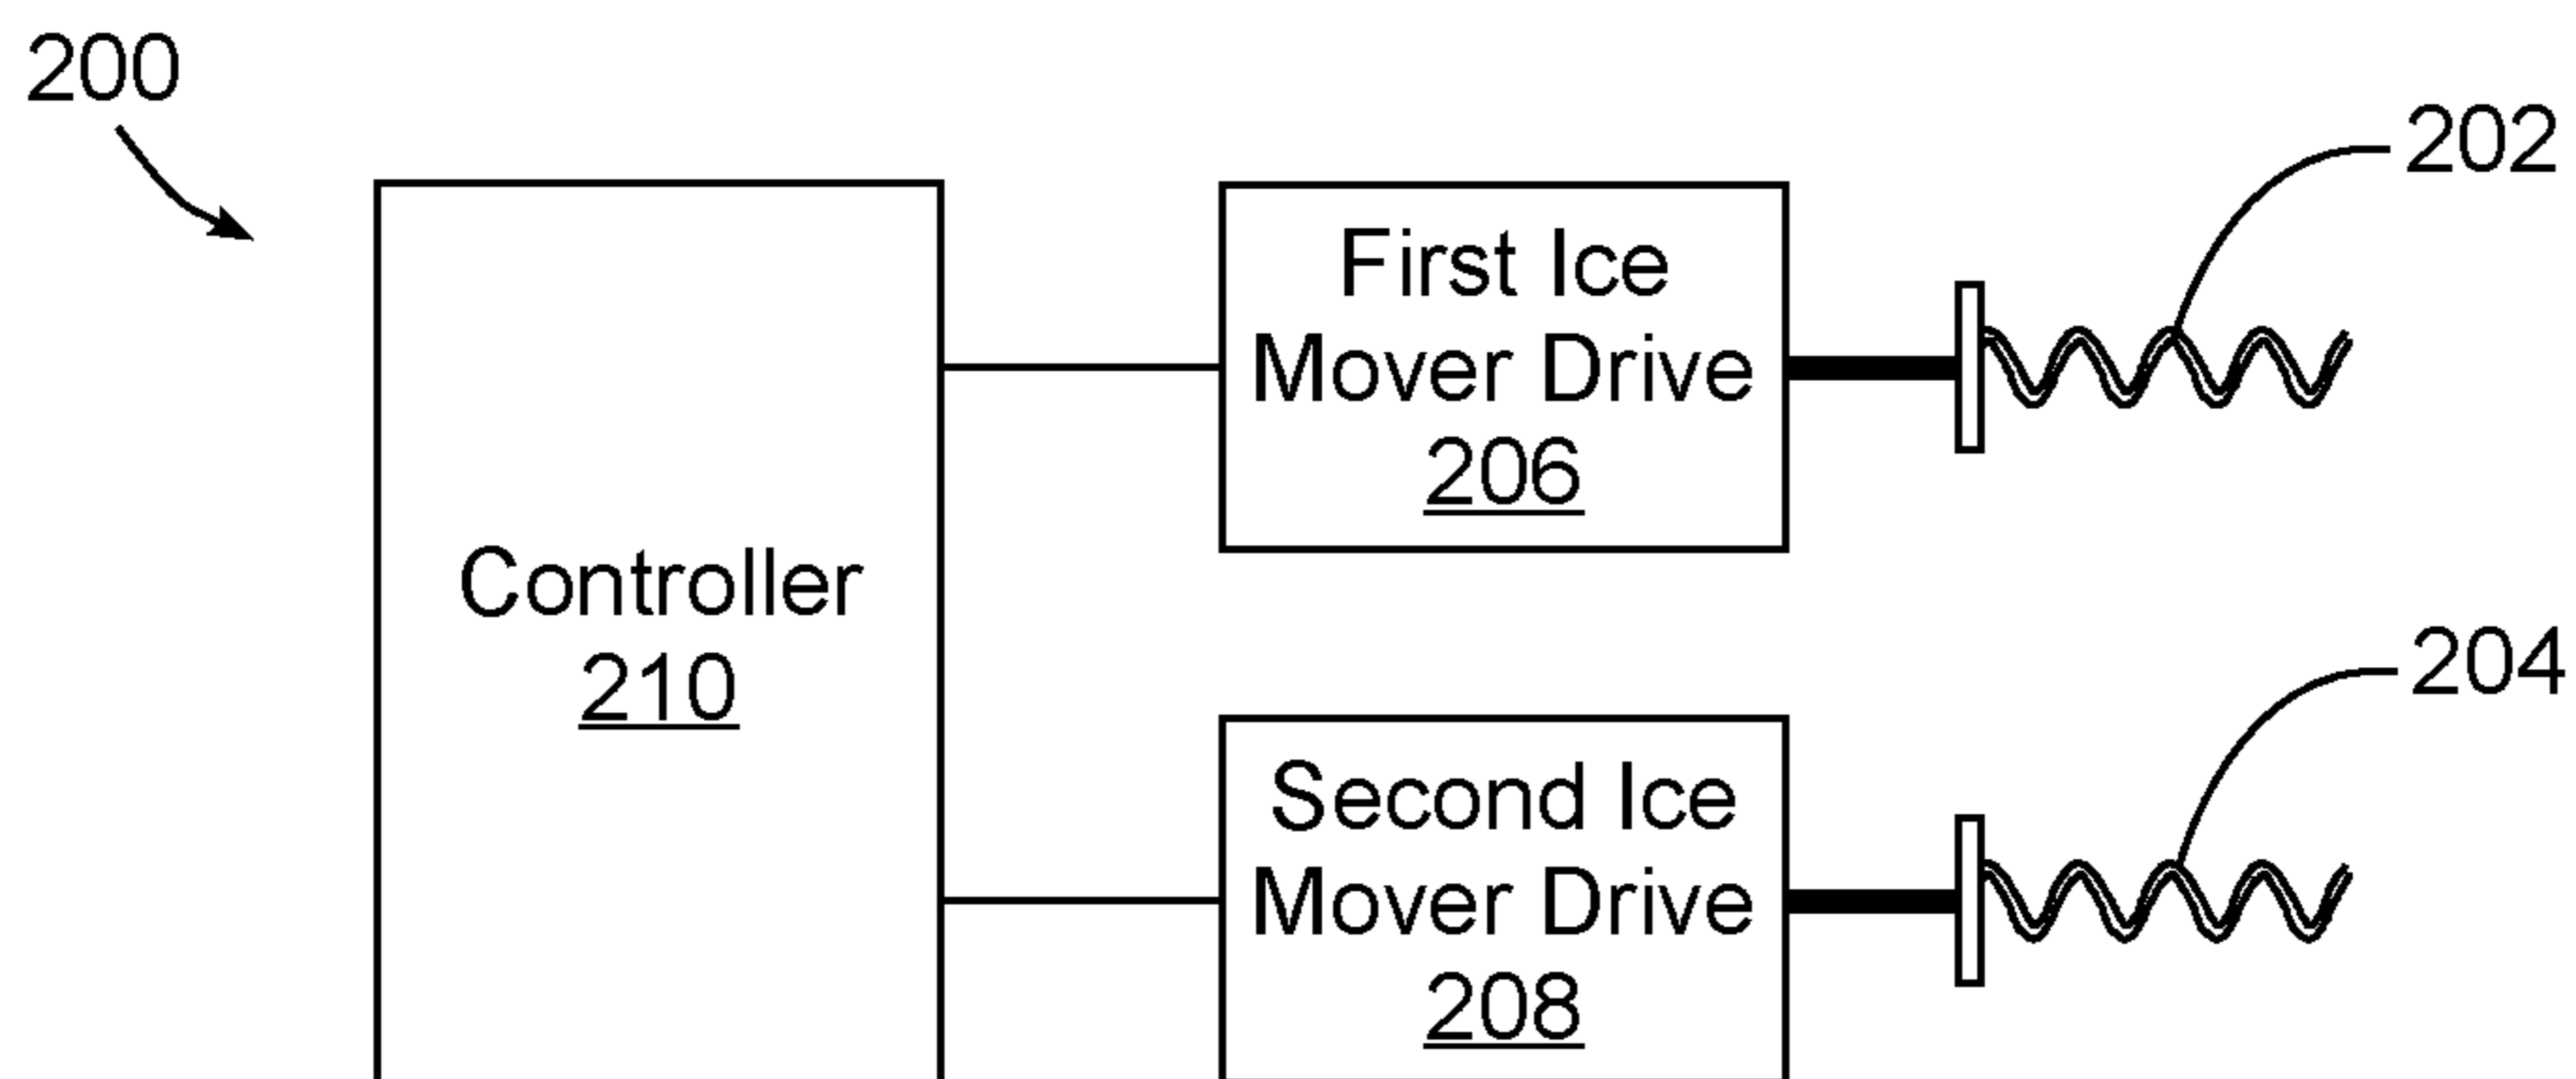 200
202
First Ice
Mover Drive
206
Controller
210
204
Second Ice
Mover Drive
208